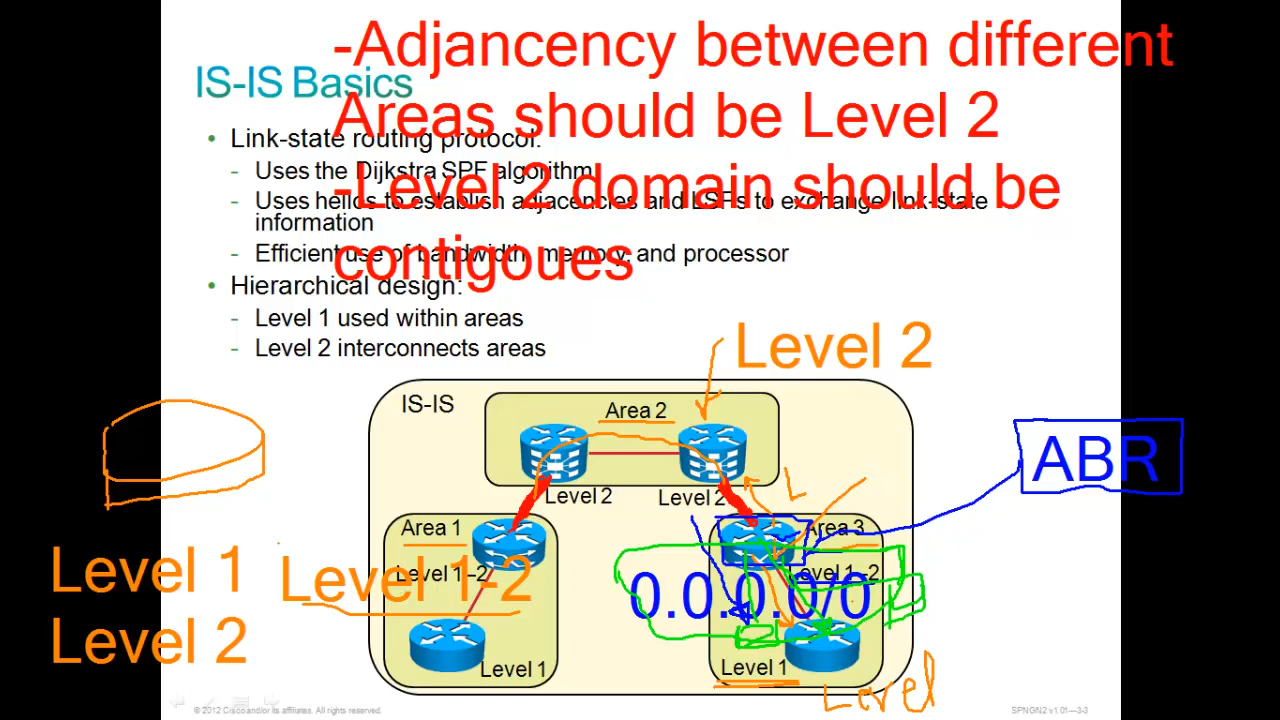 -Adjancency between different
IS-IS Basics
Areas should be Level 2
Link-state routing protocol:
- Uses the Dijkstra SPF algorithm
-Level 2 domain should be
- Uses hellos to establish adjacencies and LSPs to exchange link-state
information
- Efficient use of bandwidth, memory, and processor
contigoues
Hierarchical design:
- Level 1 used within areas
- Level 2 interconnects areas
Level 2
IS-IS
Area 2
ABR
Level 2
Level 2
L
Area 1
Area 3
Level 1
Level 1-2
Level 1–2
Level 1–2
0.0.0.0/0
Level 2
Level 1
Level 1
Level
© 2012 Cisco and/or its affiliates. All rights reserved.
SPNGN2 v1.01—3-3